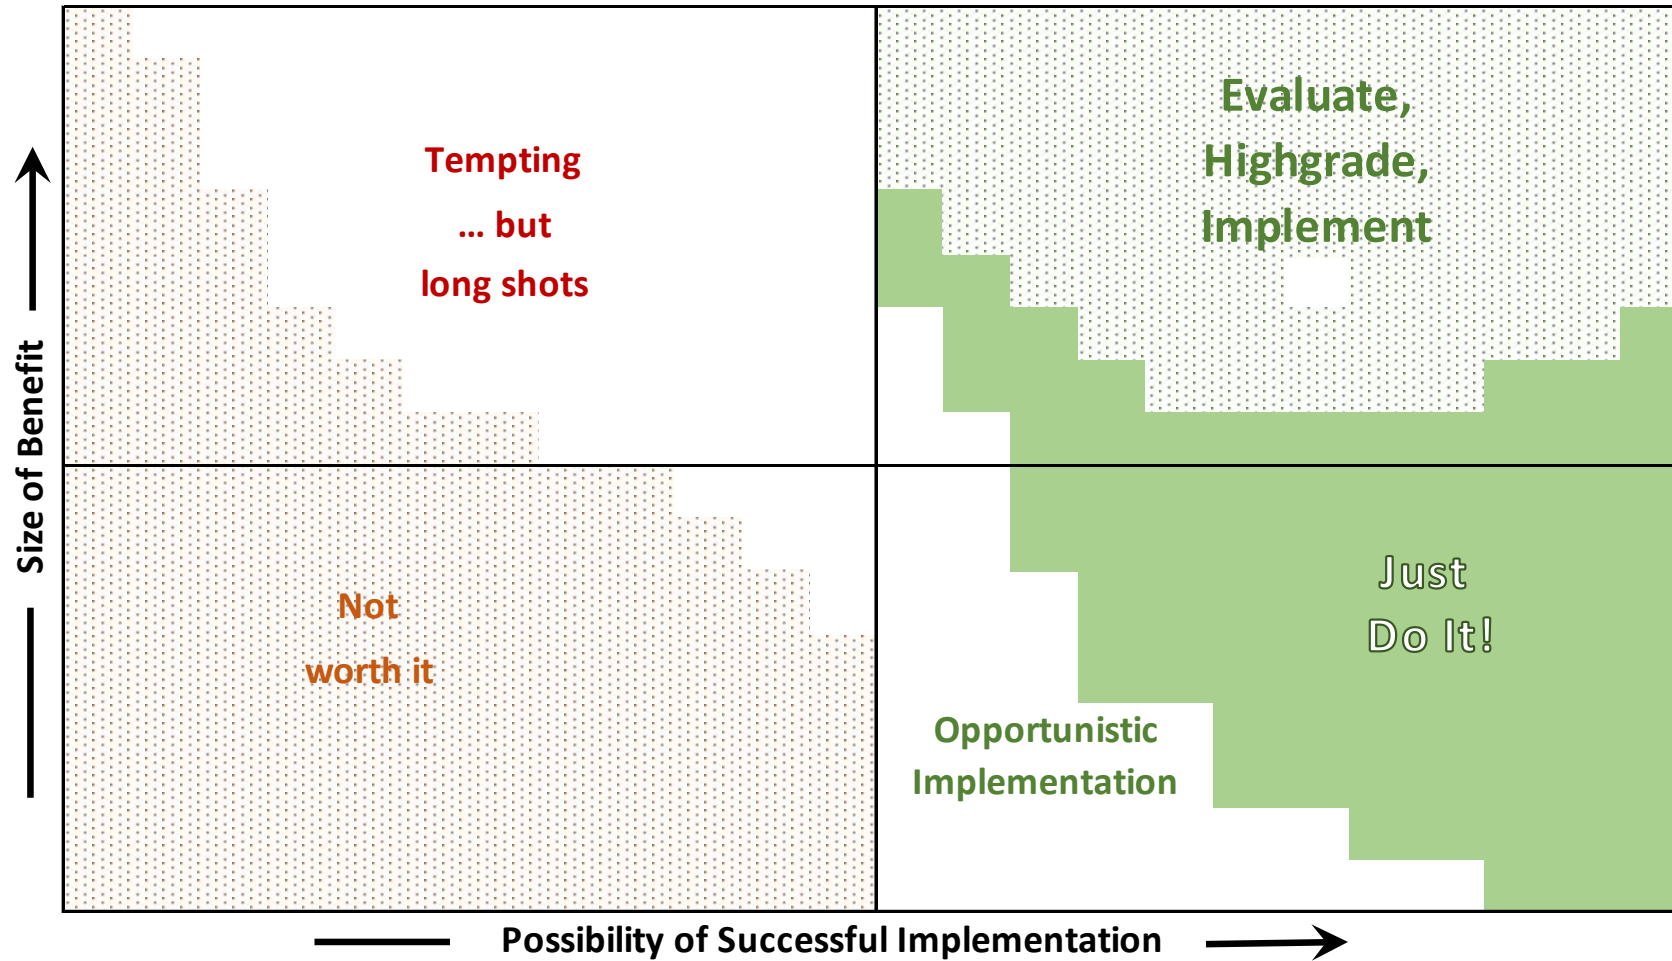 Evaluate,
Highgrade,
Implement
Tempting
... but
long shots
Size of Benefit
Just
Do It!
Not
worth it
Opportunistic
Implementation
Possibility of Successful Implementation